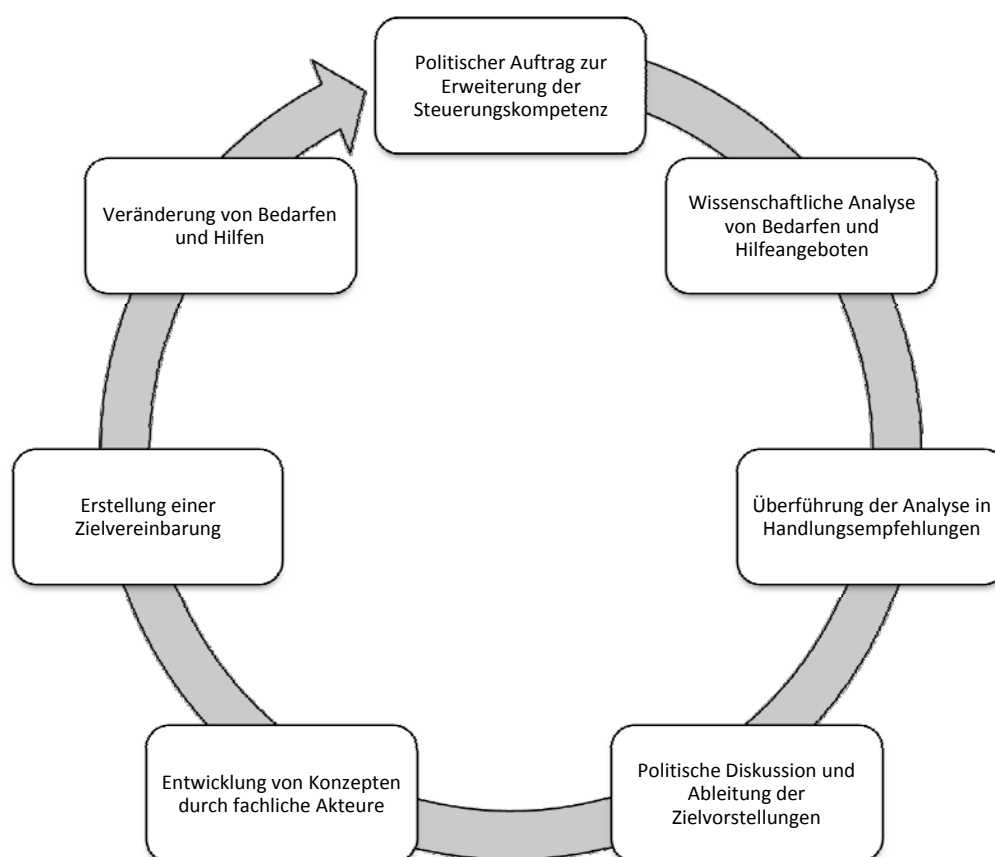 Politischer Auftrag zur
Erweiterung der
Steuerungskompetenz
Wissenschaftliche Analyse
von Bedarfen und
Hilfeangeboten
Überführung der Analyse in
Handlungsempfehlungen
Politische Diskussion und
Ableitung der
Zielvorstellungen
Entwicklung von Konzepten
durch fachliche Akteure
Erstellung einer
Zielvereinbarung
Veränderung von Bedarfen
und Hilfen